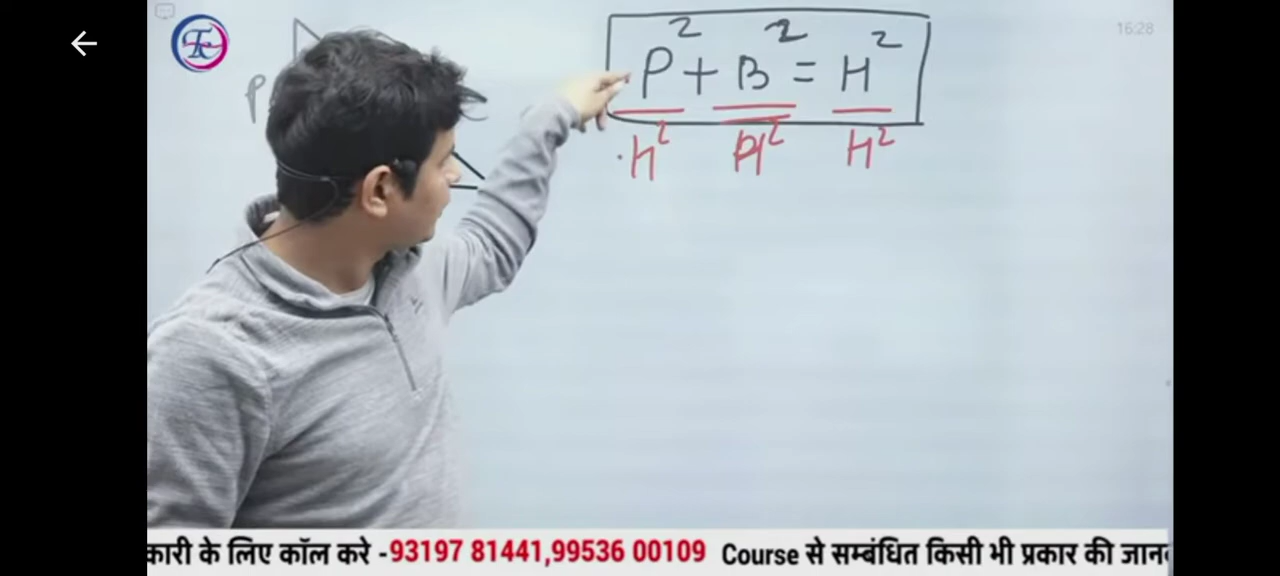 16:28
P² + B² = H²
H² H² H²
P
कारी के लिए कॉल करे -93197 81441,99536 00109 Course से सम्बंधित किसी भी प्रकार की जान